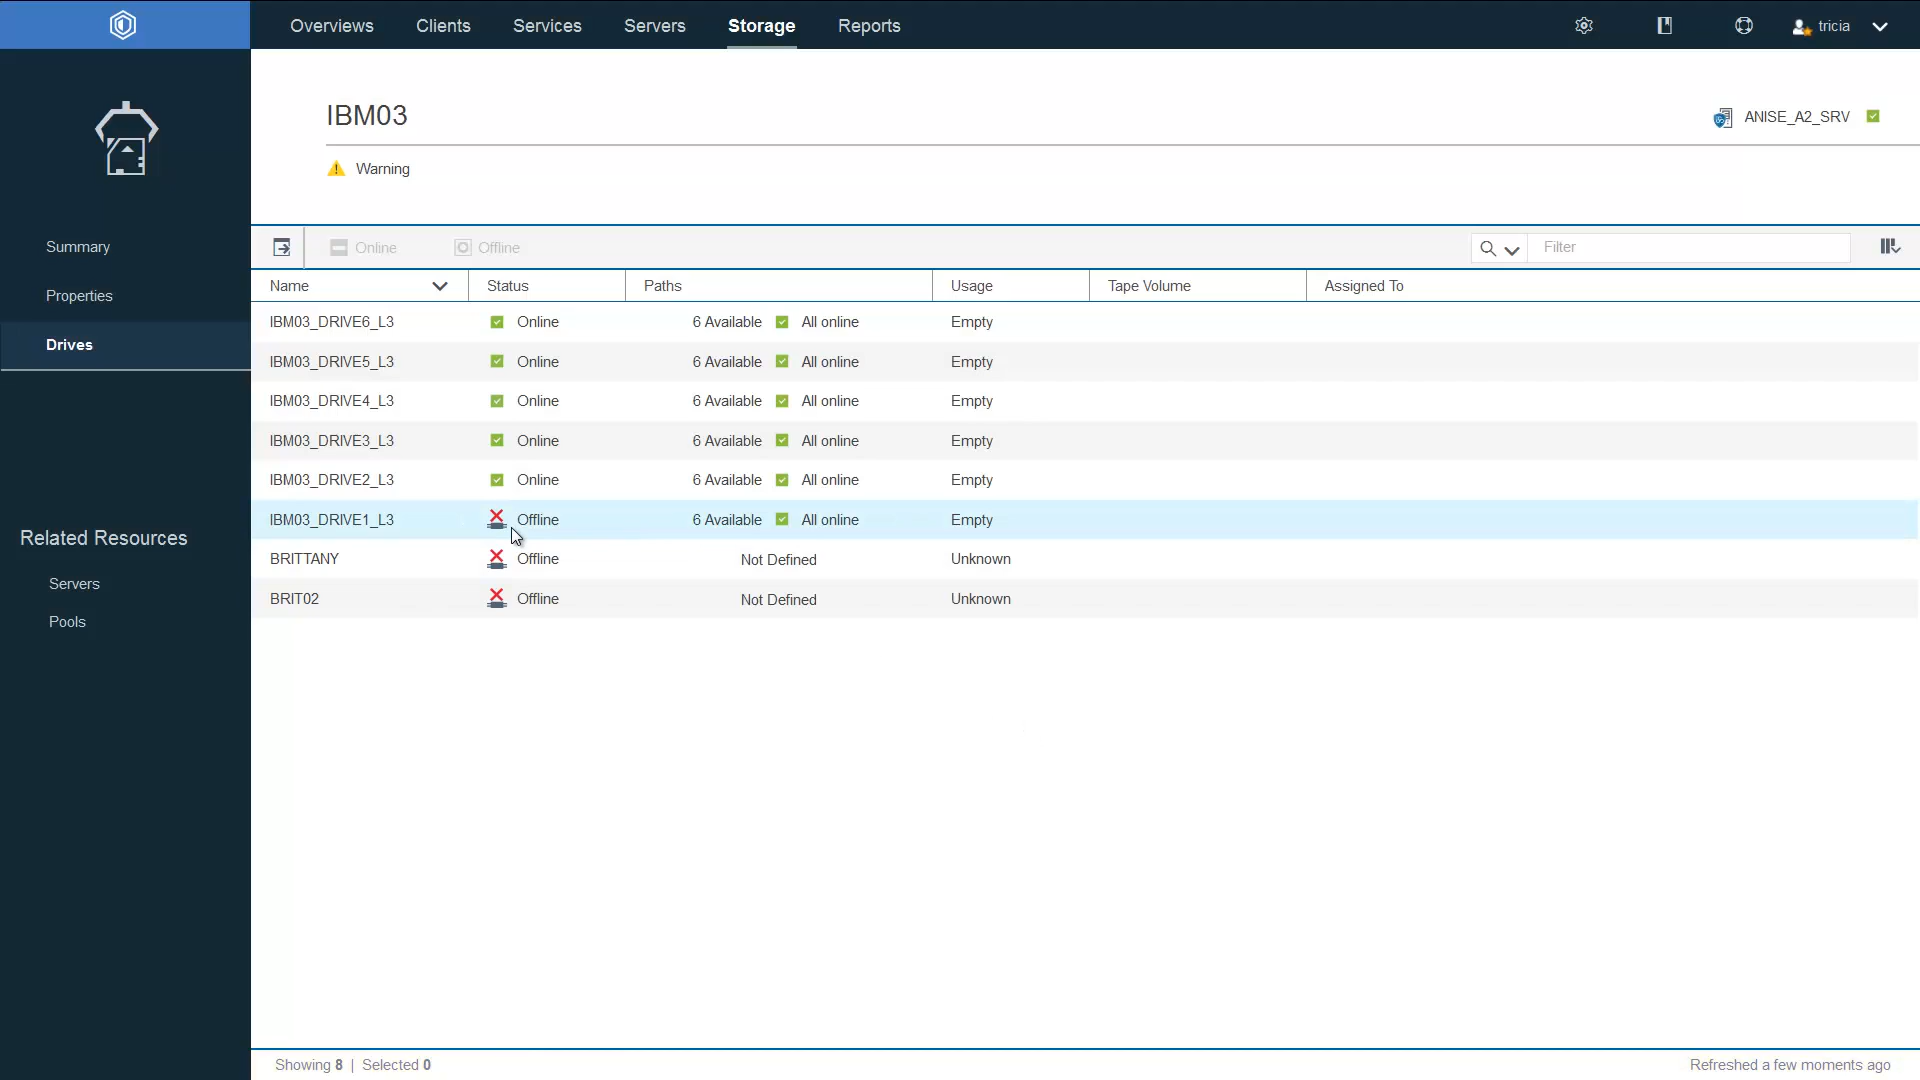 Overviews Clients Services Servers Storage Reports tricia
IBM03 ANISE_A2_SRV
Warning
Summary
Properties
Drives
Related Resources
Servers
Pools
Online Offline Filter
Name Status Paths Usage Tape Volume Assigned To
IBM03_DRIVE6_L3 Online 6 Available All online Empty
IBM03_DRIVE5_L3 Online 6 Available All online Empty
IBM03_DRIVE4_L3 Online 6 Available All online Empty
IBM03_DRIVE3_L3 Online 6 Available All online Empty
IBM03_DRIVE2_L3 Online 6 Available All online Empty
IBM03_DRIVE1_L3 Offline 6 Available All online Empty
BRITTANY Offline Not Defined Unknown
BRIT02 Offline Not Defined Unknown
Showing 8 | Selected 0 Refreshed a few moments ago